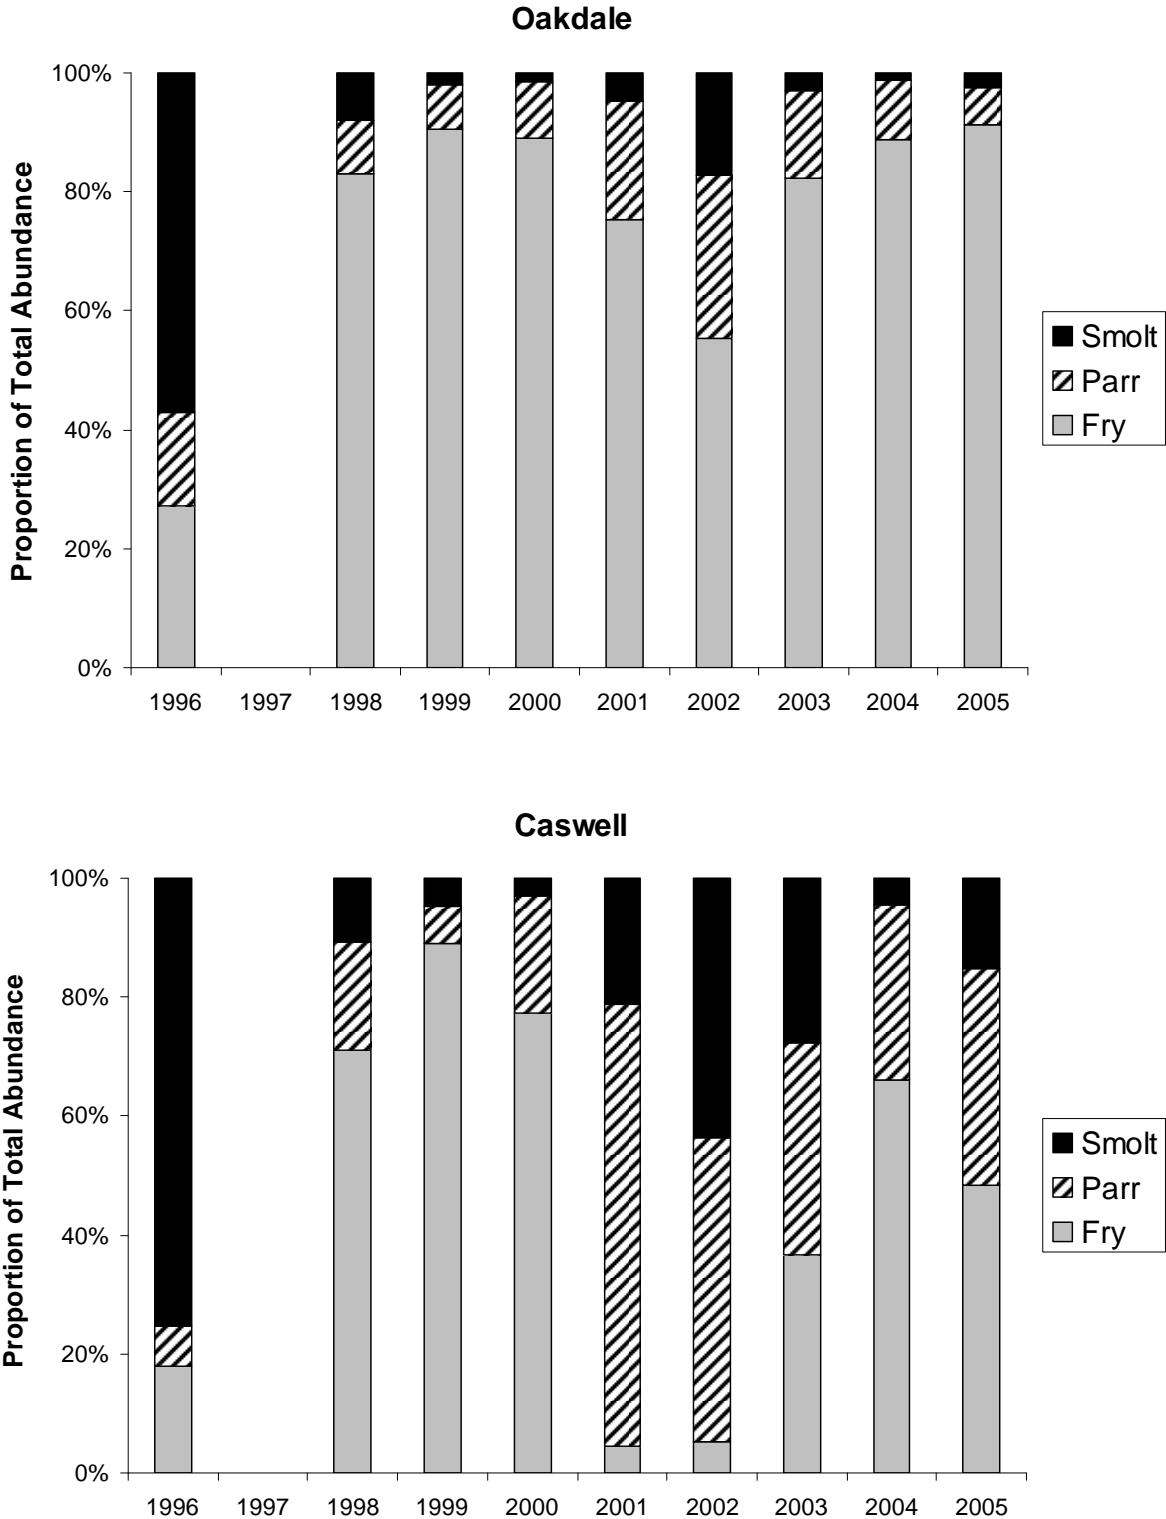 Oakdale
Proportion of Total Abundance
100%
80%
60%
40%
20%
0%
1996 1997 1998 1999 2000 2001 2002 2003 2004 2005
Smolt
Parr
Fry
Caswell
Proportion of Total Abundance
100%
80%
60%
40%
20%
0%
1996 1997 1998 1999 2000 2001 2002 2003 2004 2005
Smolt
Parr
Fry